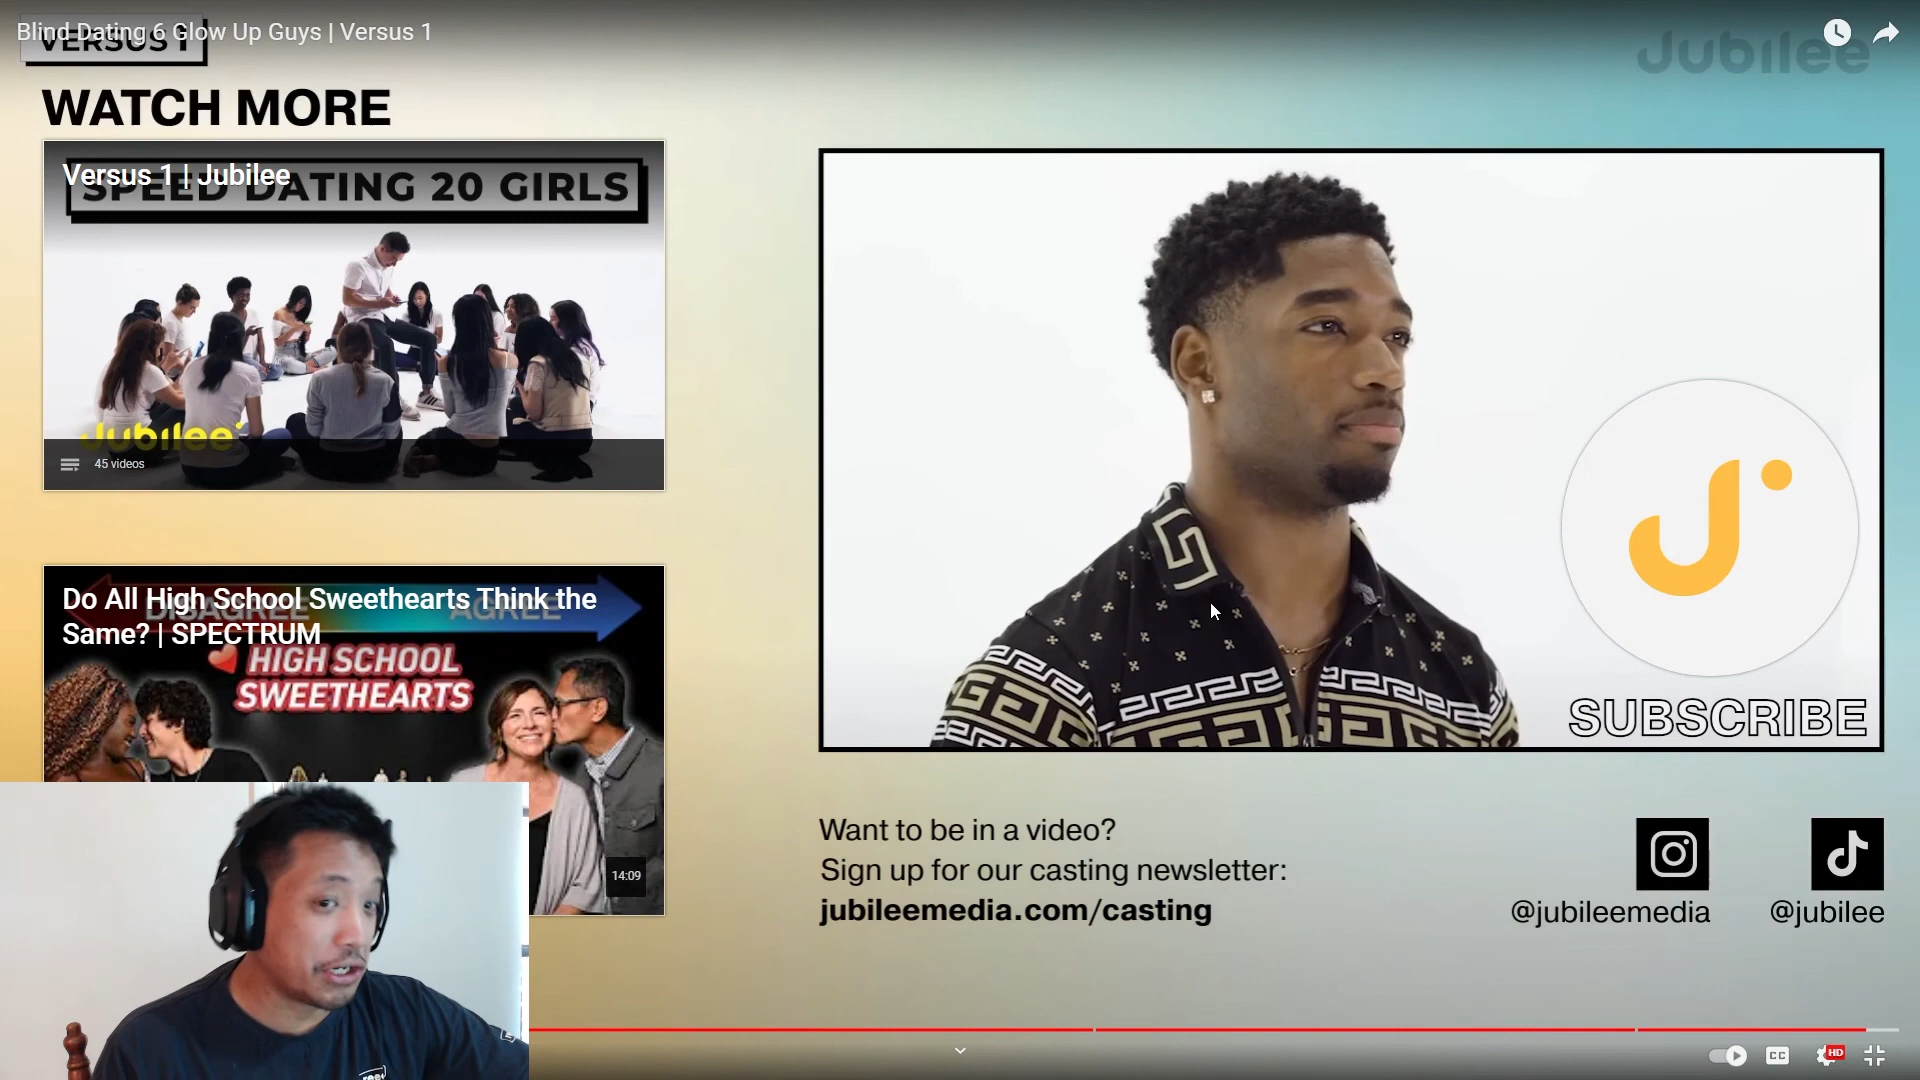 Blind Dating 6 Glow Up Guys | Versus 1
VERSUS 1
Jubilee
WATCH MORE
Versus 1 | Jubilee
SPEED DATING 20 GIRLS
Jubilee
45 videos
Do All High School Sweethearts Think the
Same? | SPECTRUM
DISAGREE
AGREE
HIGH SCHOOL
SWEETHEARTS
14:09
SUBSCRIBE
Want to be in a video?
Sign up for our casting newsletter:
jubileemedia.com/casting
@jubileemedia
@jubilee
CC
HD